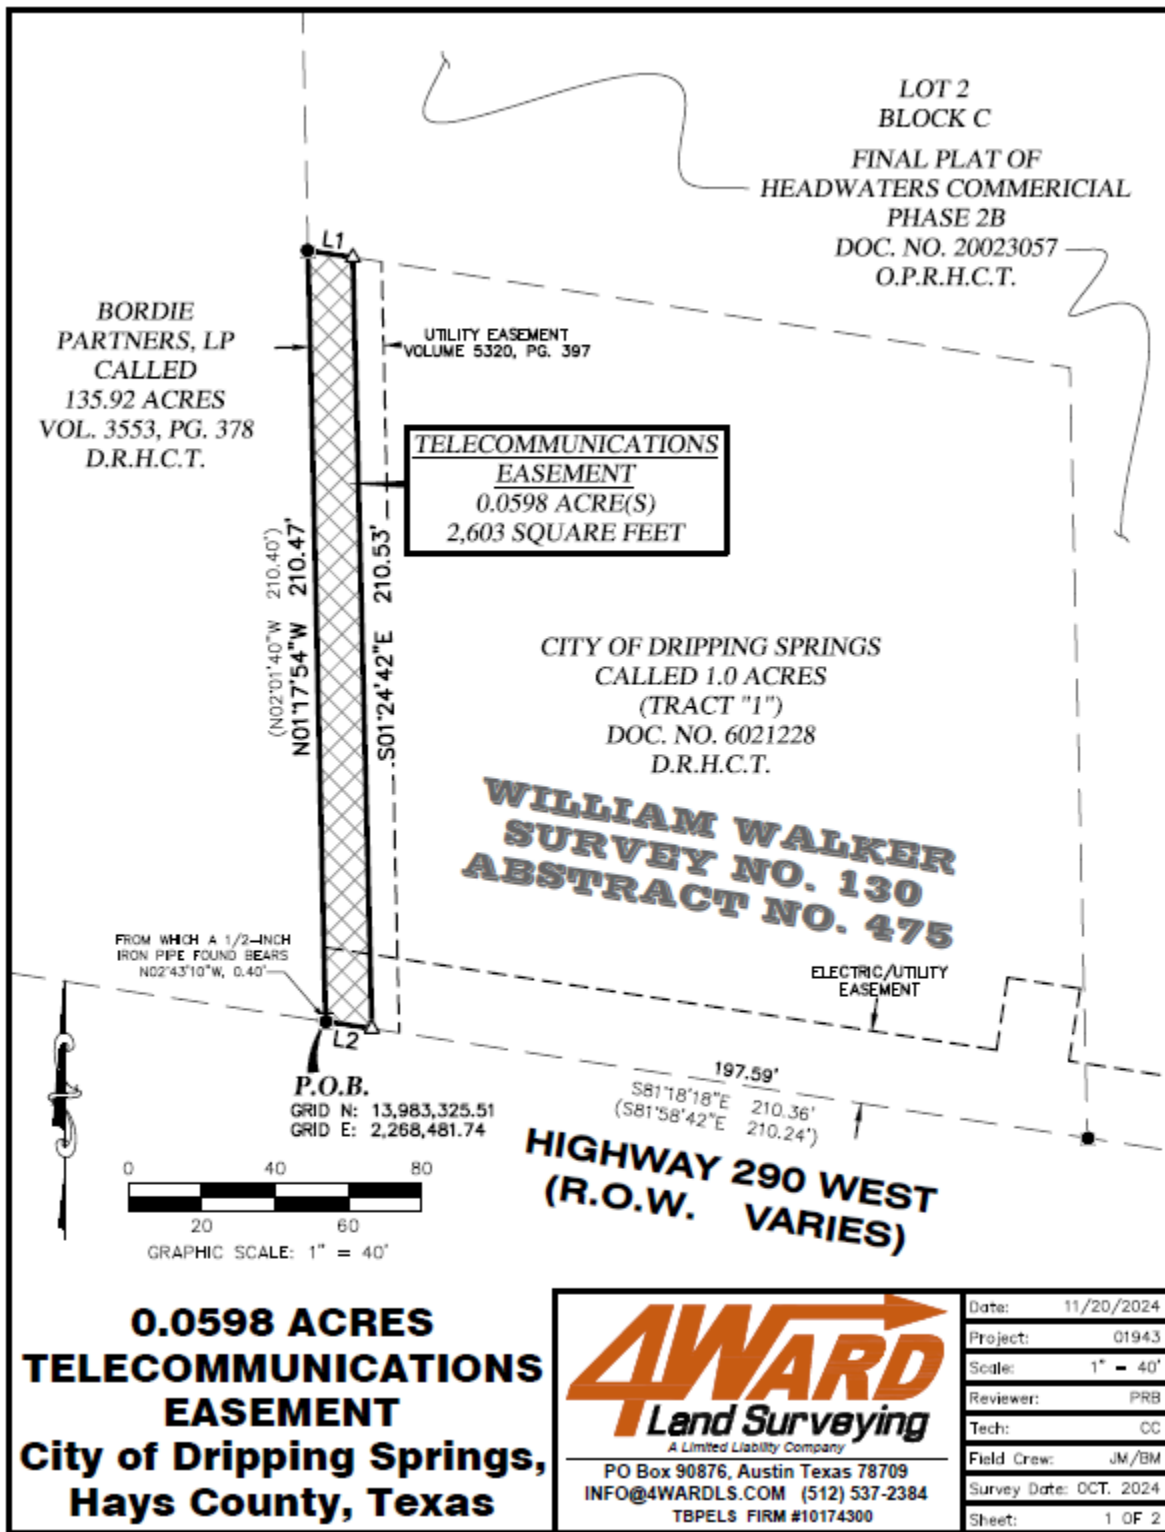 LOT 2
BLOCK C
FINAL PLAT OF
HEADWATERS COMMERICIAL
PHASE 2B
DOC. NO. 20023057
O.P.R.H.C.T.
L1
BORDIE
PARTNERS, LP
CALLED
135.92 ACRES
VOL. 3553, PG. 378
D.R.H.C.T.
UTILITY EASEMENT
VOLUME 5320, PG. 397
TELECOMMUNICATIONS
EASEMENT
0.0598 ACRE(S)
2,603 SQUARE FEET
(N02°01'40"W 210.40')
N01°17'54"W 210.47'
S01°24'42"E 210.53'
CITY OF DRIPPING SPRINGS
CALLED 1.0 ACRES
(TRACT "1")
DOC. NO. 6021228
D.R.H.C.T.
WILLIAM WALKER
SURVEY NO. 130
ABSTRACT NO. 475
FROM WHICH A 1/2-INCH
IRON PIPE FOUND BEARS
N02°43'10"W, 0.40'
ELECTRIC/UTILITY
EASEMENT
L2
P.O.B.
GRID N: 13,983,325.51
GRID E: 2,268,481.74
197.59'
S81°18'18"E 210.36'
(S81°58'42"E 210.24')
HIGHWAY 290 WEST
(R.O.W. VARIES)
0 40 80
20 60
GRAPHIC SCALE: 1" = 40'
0.0598 ACRES
TELECOMMUNICATIONS
EASEMENT
City of Dripping Springs,
Hays County, Texas
4WARD
Land Surveying
A Limited Liability Company
PO Box 90876, Austin Texas 78709
INFO@4WARDLS.COM (512) 537-2384
TBPELS FIRM #10174300
Date: 11/20/2024
Project: 01943
Scale: 1" = 40'
Reviewer: PRB
Tech: CC
Field Crew: JM/BM
Survey Date: OCT. 2024
Sheet: 1 OF 2